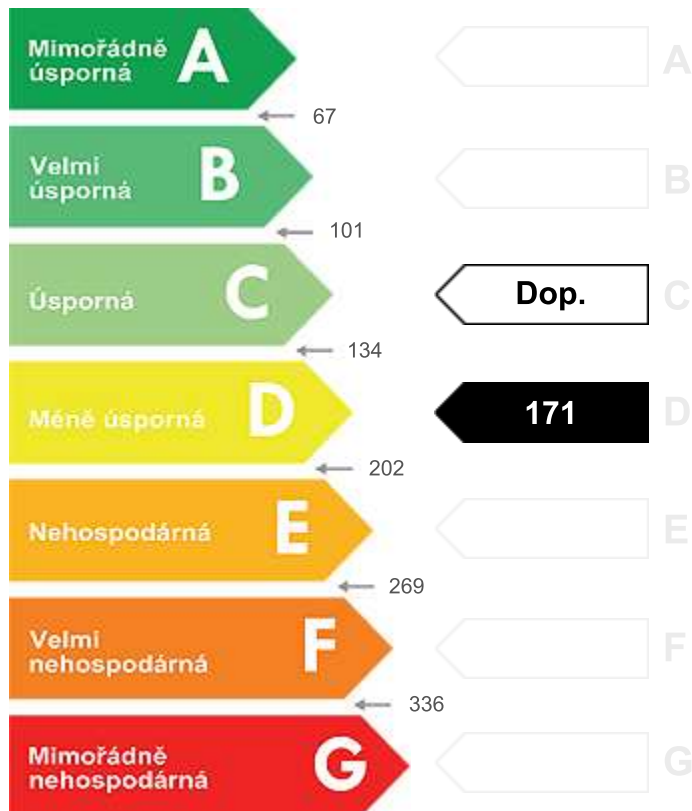 Mimořádně
úsporná
A
A
67
Velmi
úsporná
B
B
101
Úsporná
C
Dop.
C
134
Méně úsporná
D
171
D
202
Nehospodárná
E
E
269
Velmi
nehospodárná
F
F
336
Mimořádně
nehospodárná
G
G